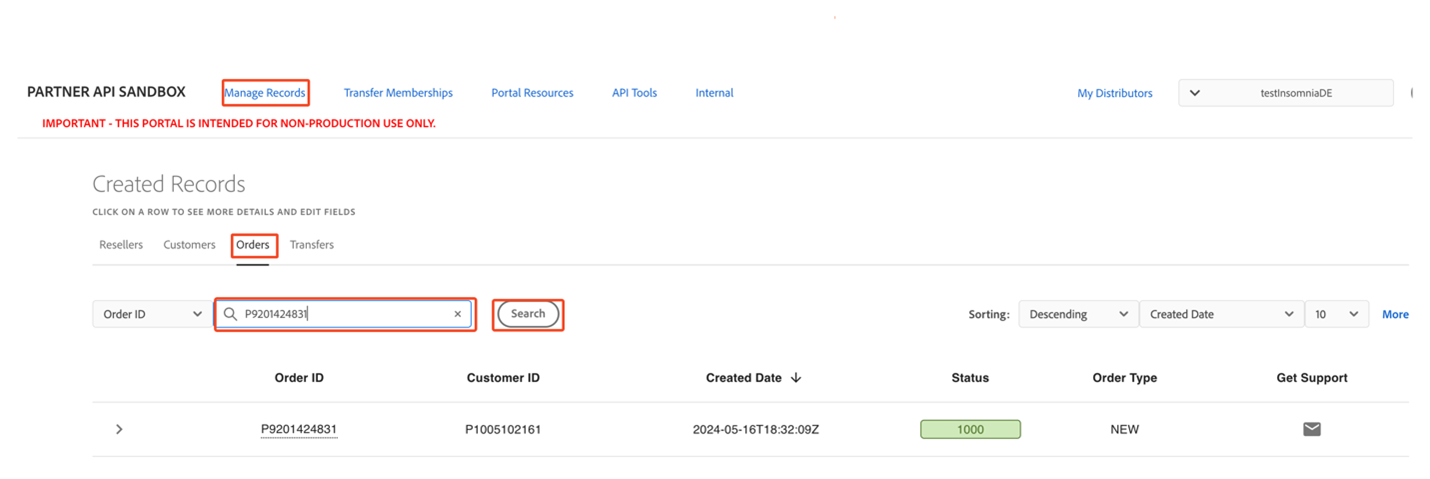 PARTNER API SANDBOX Manage Records Transfer Memberships Portal Resources API Tools Internal My Distributors testInsomniaDE
IMPORTANT - THIS PORTAL IS INTENDED FOR NON-PRODUCTION USE ONLY.
Created Records
CLICK ON A ROW TO SEE MORE DETAILS AND EDIT FIELDS
Resellers Customers Orders Transfers
Order ID P9201424831 Search Sorting: Descending Created Date 10 More
Order ID Customer ID Created Date Status Order Type Get Support
P9201424831 P1005102161 2024-05-16T18:32:09Z 1000 NEW